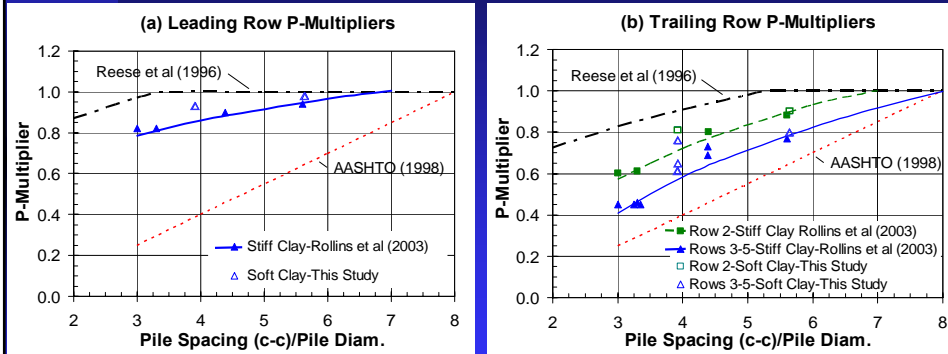 (a) Leading Row P-Multipliers
1.2
1.0
0.8
0.6
0.4
0.2
0.0
P-Multiplier
Reese et al (1996)
AASHTO
(1998)
Stiff Clay-Rollins et al (2003)
Soft Clay-This Study
2 3 4 5 6 7 8
Pile Spacing (c-c)/Pile Diam.
(b) Trailing Row P-Multipliers
1.2
1.0
0.8
0.6
0.4
0.2
0.0
P-Multiplier
Reese et al (1996)
AASHTO
(1998)
Row 2-Stiff Clay Rollins et al (2003)
Rows 3-5-Stiff Clay-Rollins et al (2003)
Row 2-Soft Clay-This Study
Rows 3-5-Soft Clay-This Study
2 3 4 5 6 7 8
Pile Spacing (c-c)/Pile Diam.